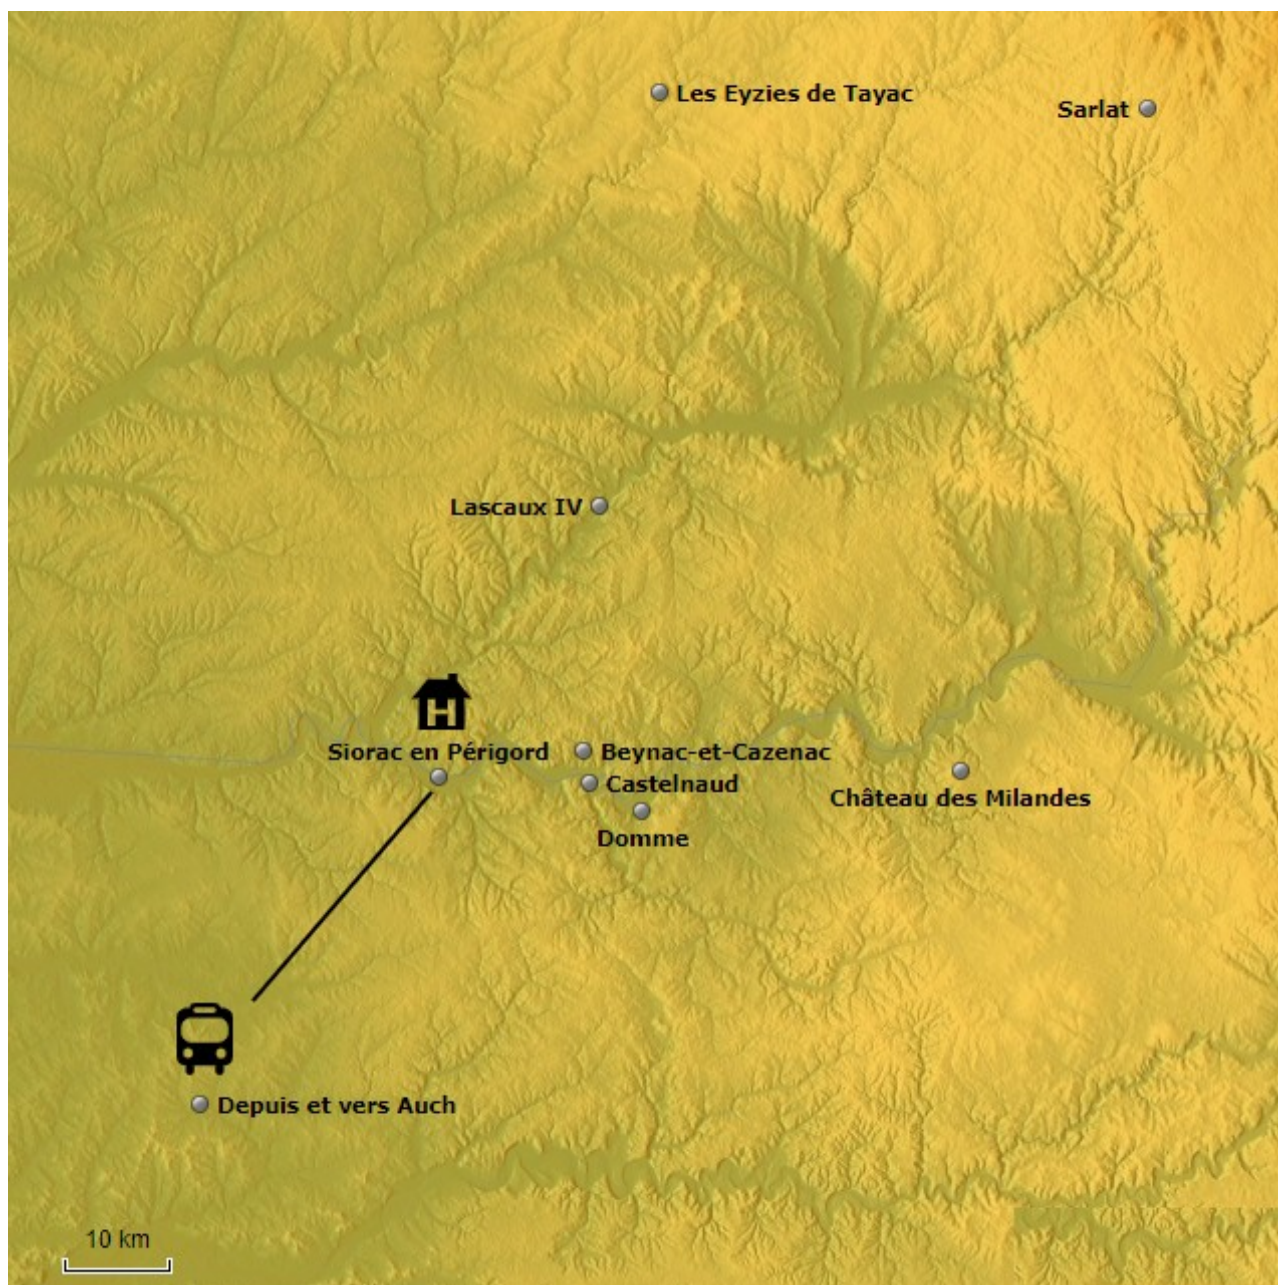 Les Eyzies de Tayac
Sarlat
Lascaux IV
H
Siorac en Périgord
Beynac-et-Cazenac
Castelnaud
Château des Milandes
Domme
Depuis et vers Auch
10 km